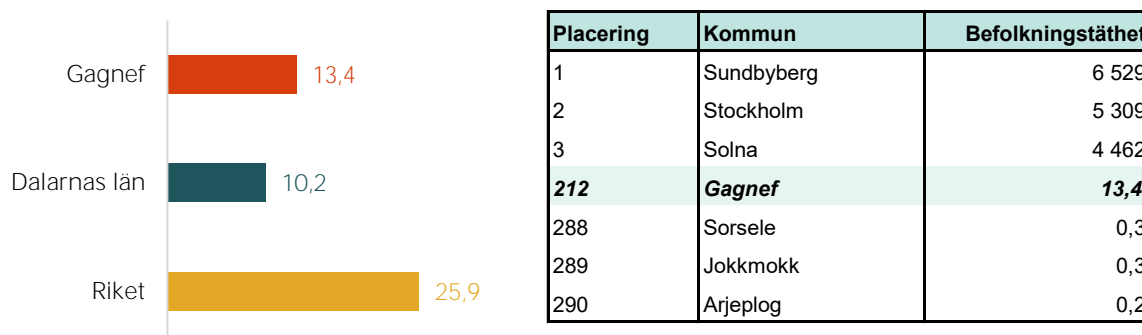 Gagnef 13,4
Dalarnas län 10,2
Riket 25,9
Placering Kommun Befolkningstäthet
1 Sundbyberg 6 529
2 Stockholm 5 309
3 Solna 4 462
212 Gagnef 13,4
288 Sorsele 0,3
289 Jokkmokk 0,3
290 Arjeplog 0,2